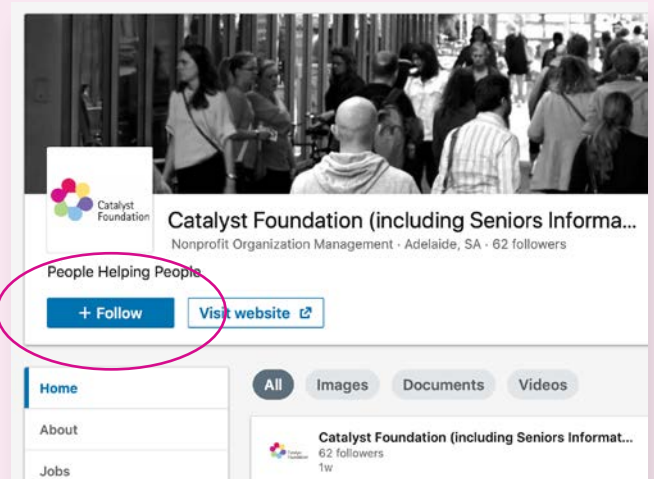 Catalyst
Foundation
Catalyst Foundation (including Seniors Informa...
Nonprofit Organization Management · Adelaide, SA · 62 followers
People Helping People
+ Follow
Visit website
Home
About
Jobs
All Images Documents Videos
Catalyst Foundation (including Seniors Informat...
62 followers
1w